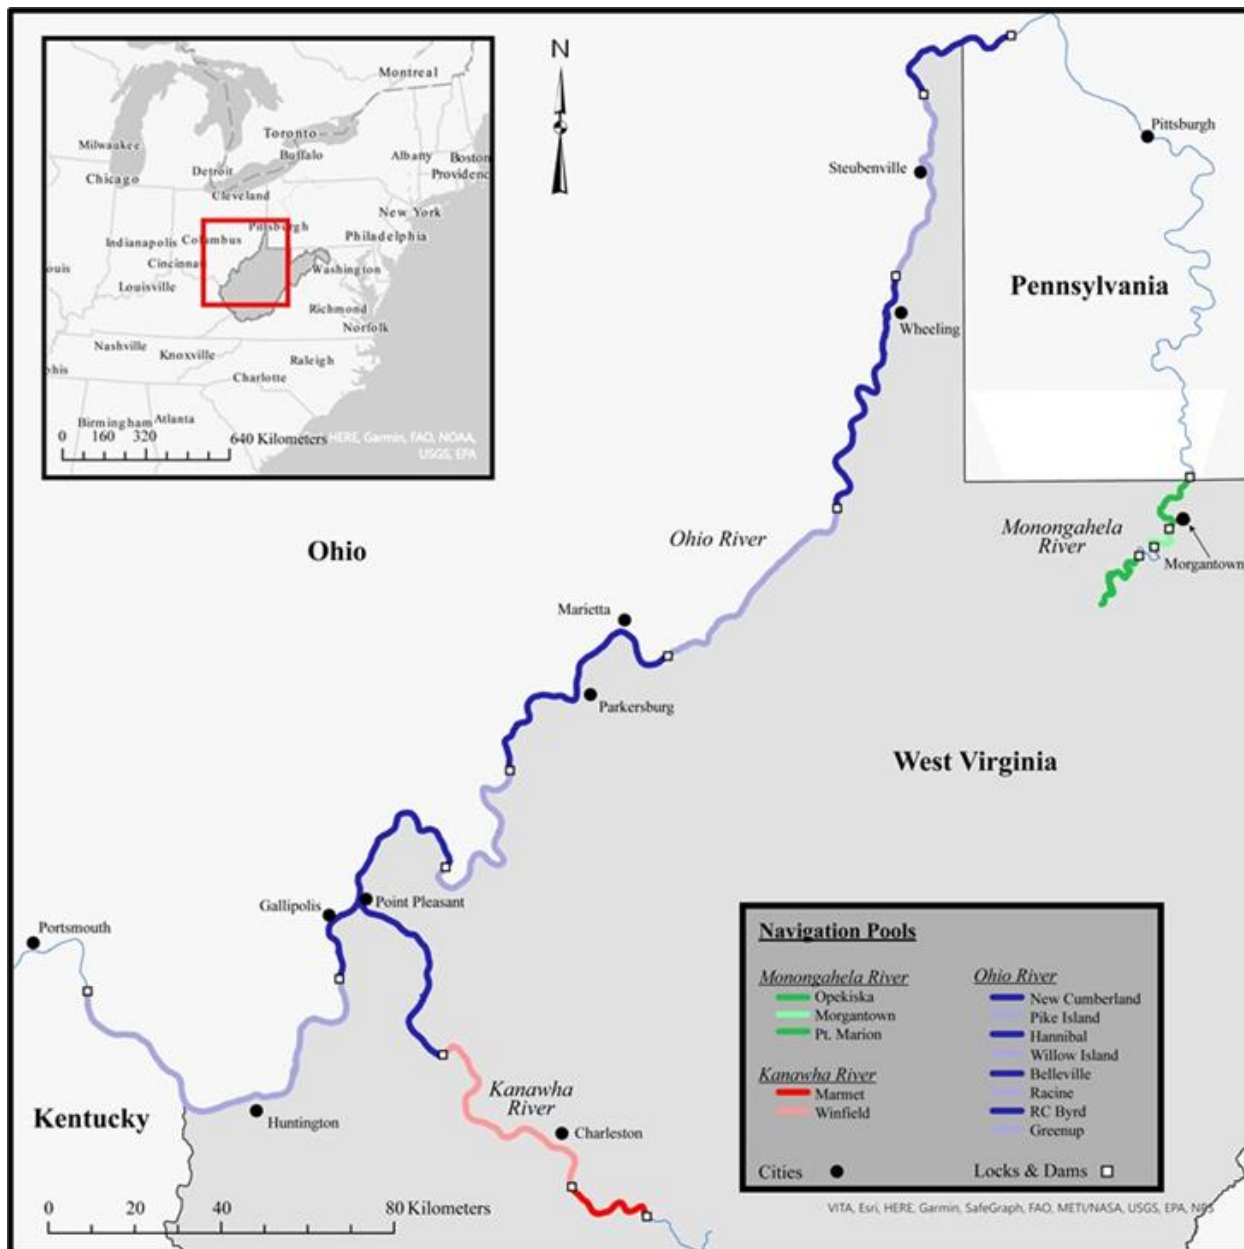 Montreal
Toronto
Milwaukee
Buffalo
Albany
Boston
Detroit
Providenc
Chicago
Cleveland
New York
Pittsburgh
Philadelphia
Indianapolis
Columbus
Cincinnat
Washington
ouis
Louisville
Richmond
Norfolk
Nashville
Knoxville
Raleigh
phis
Charlotte
Birmingham
Atlanta
0 160 320 640 Kilometers
HERE, Garmin, FAO, NOAA,
USGS, EPA
N
Pittsburgh
Steubenville
Pennsylvania
Wheeling
Ohio River
Monongahela
River
Ohio
Morgantown
Marietta
Parkersburg
West Virginia
Point Pleasant
Gallipolis
Portsmouth
Kanawha
River
Kentucky
Huntington
Charleston
0 20 40 80 Kilometers
Navigation Pools
Monongahela River
Opekiska
Morgantown
Pt. Marion
Kanawha River
Marmet
Winfield
Ohio River
New Cumberland
Pike Island
Hannibal
Willow Island
Belleville
Racine
RC Byrd
Greenup
Cities
Locks & Dams
VITA, Esri, HERE, Garmin, SafeGraph, FAO, METI/NASA, USGS, EPA, NPS